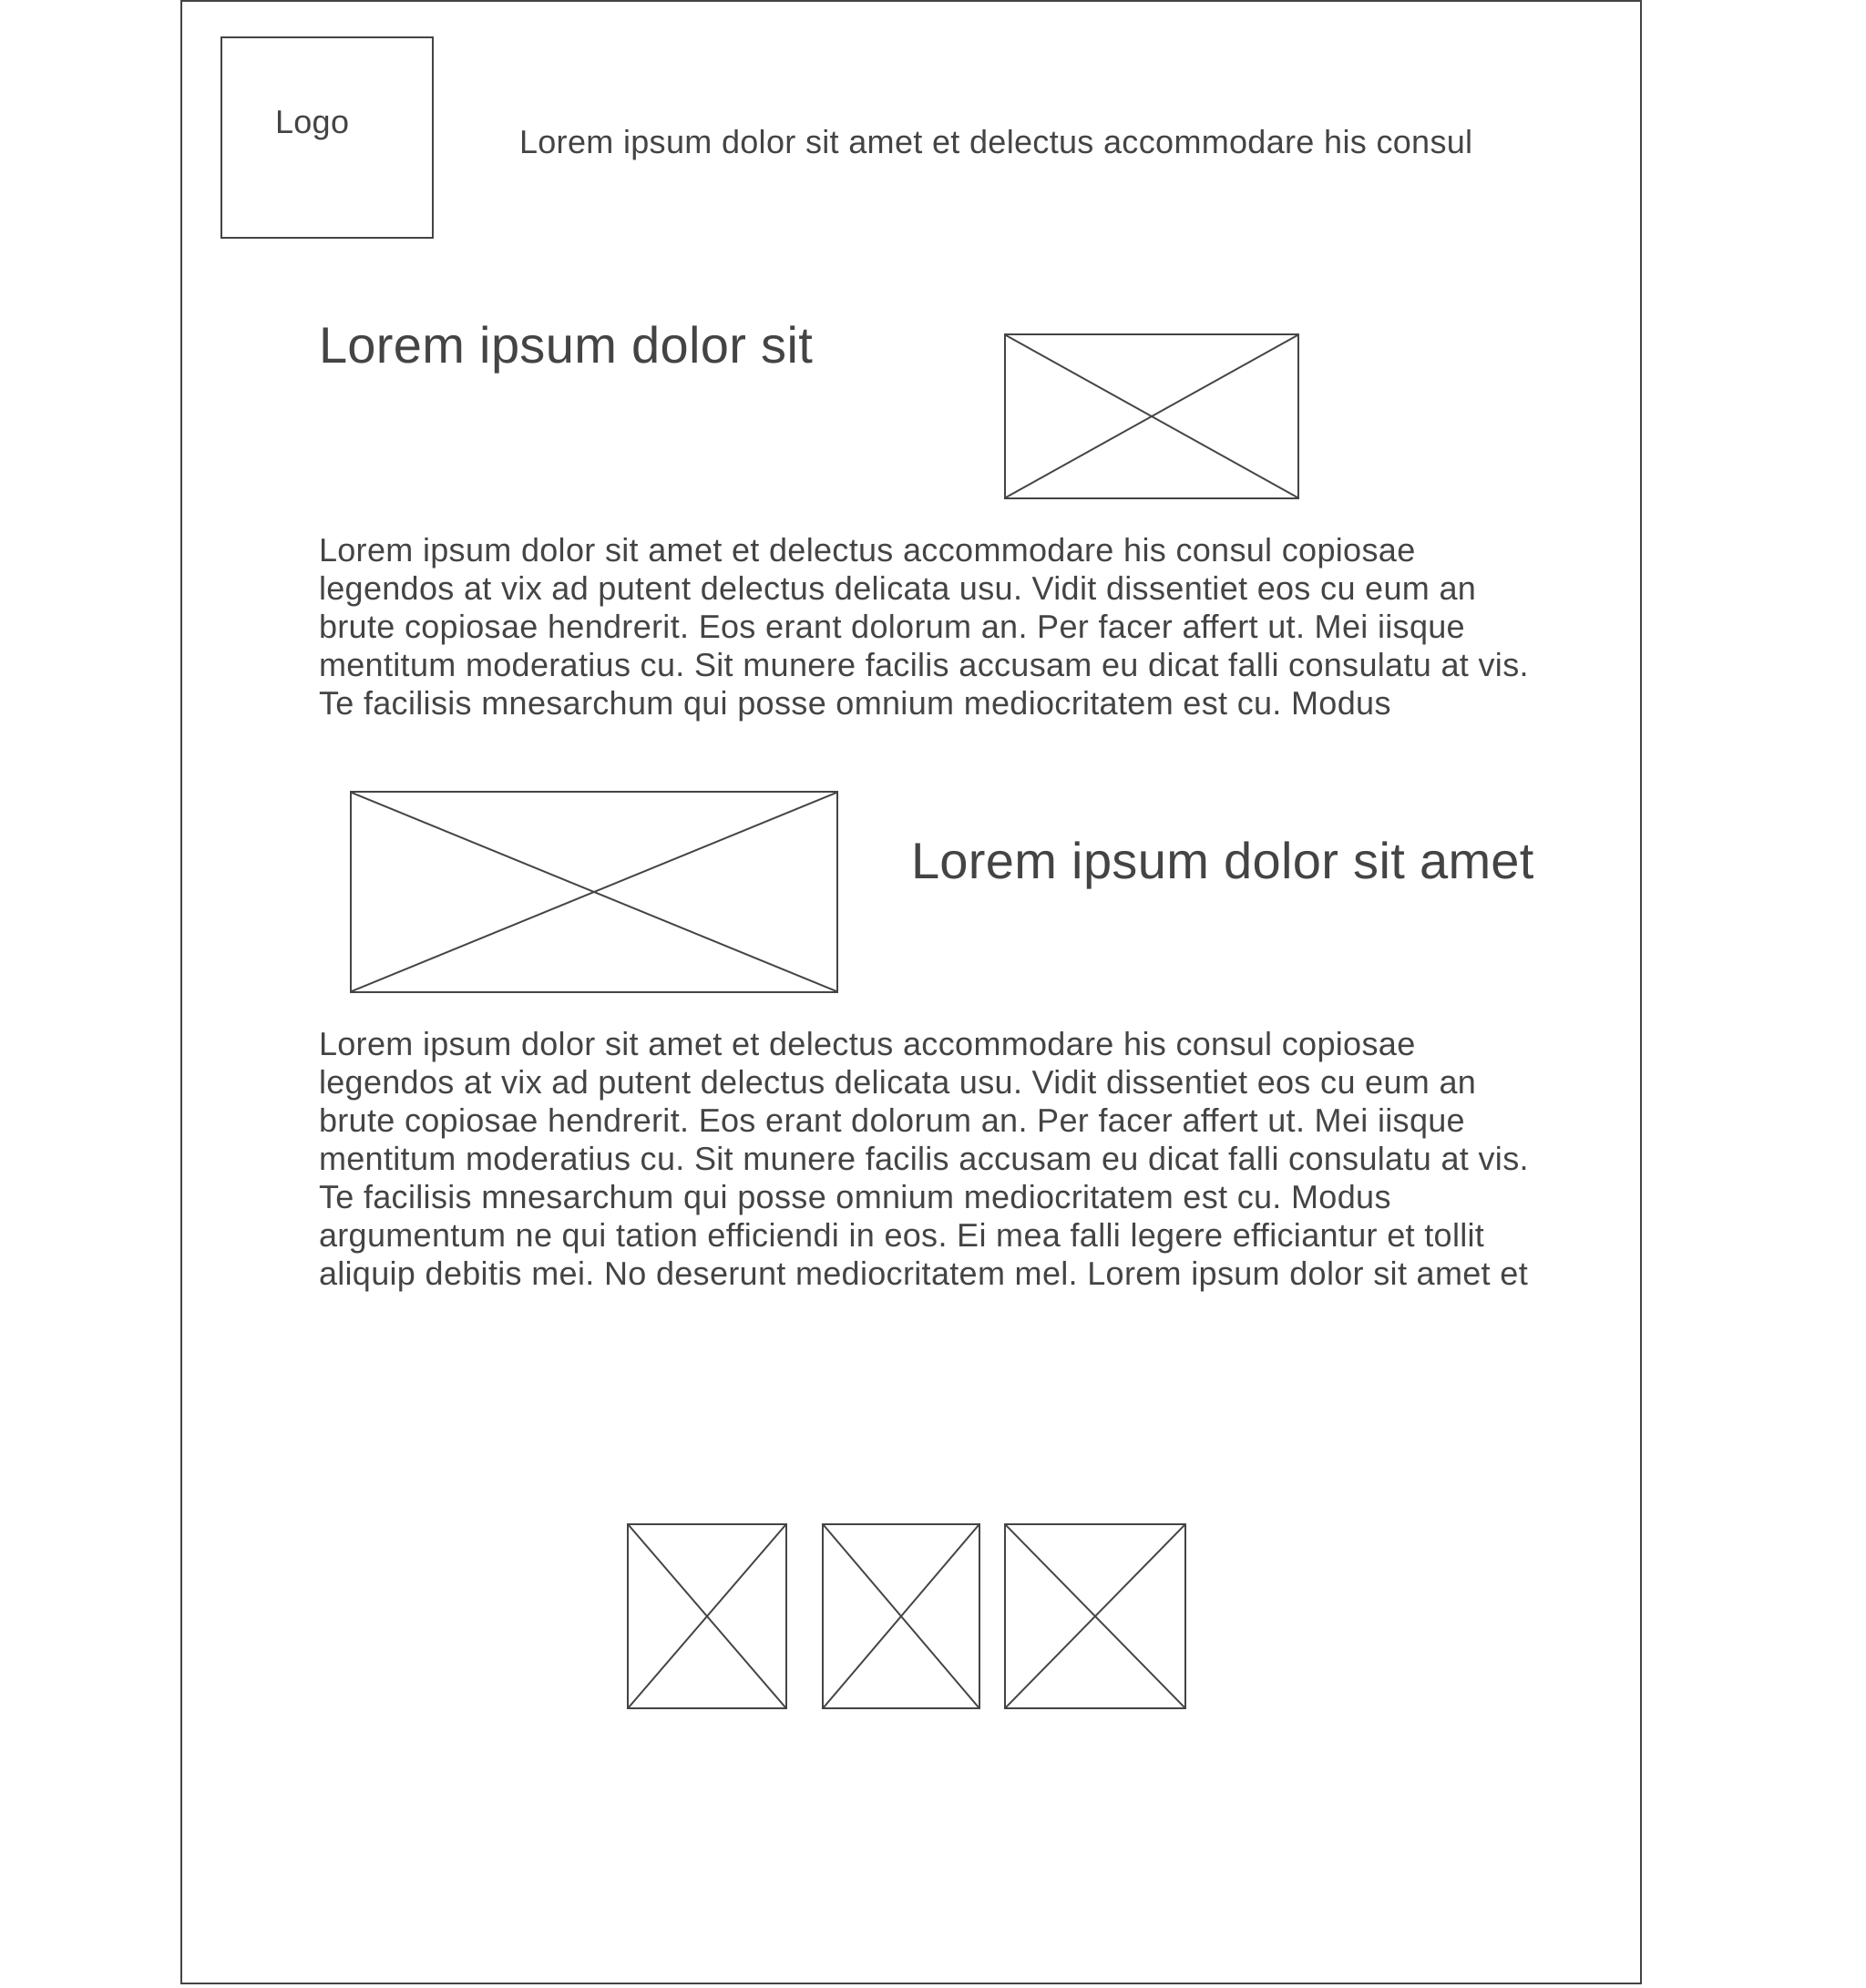 Logo
Lorem ipsum dolor sit amet et delectus accommodare his consul
Lorem ipsum dolor sit
Lorem ipsum dolor sit amet et delectus accommodare his consul copiosae
legendos at vix ad putent delectus delicata usu. Vidit dissentiet eos cu eum an
brute copiosae hendrerit. Eos erant dolorum an. Per facer affert ut. Mei iisque
mentitum moderatius cu. Sit munere facilis accusam eu dicat falli consulatu at vis.
Te facilisis mnesarchum qui posse omnium mediocritatem est cu. Modus
Lorem ipsum dolor sit amet
Lorem ipsum dolor sit amet et delectus accommodare his consul copiosae
legendos at vix ad putent delectus delicata usu. Vidit dissentiet eos cu eum an
brute copiosae hendrerit. Eos erant dolorum an. Per facer affert ut. Mei iisque
mentitum moderatius cu. Sit munere facilis accusam eu dicat falli consulatu at vis.
Te facilisis mnesarchum qui posse omnium mediocritatem est cu. Modus
argumentum ne qui tation efficiendi in eos. Ei mea falli legere efficiantur et tollit
aliquip debitis mei. No deserunt mediocritatem mel. Lorem ipsum dolor sit amet et